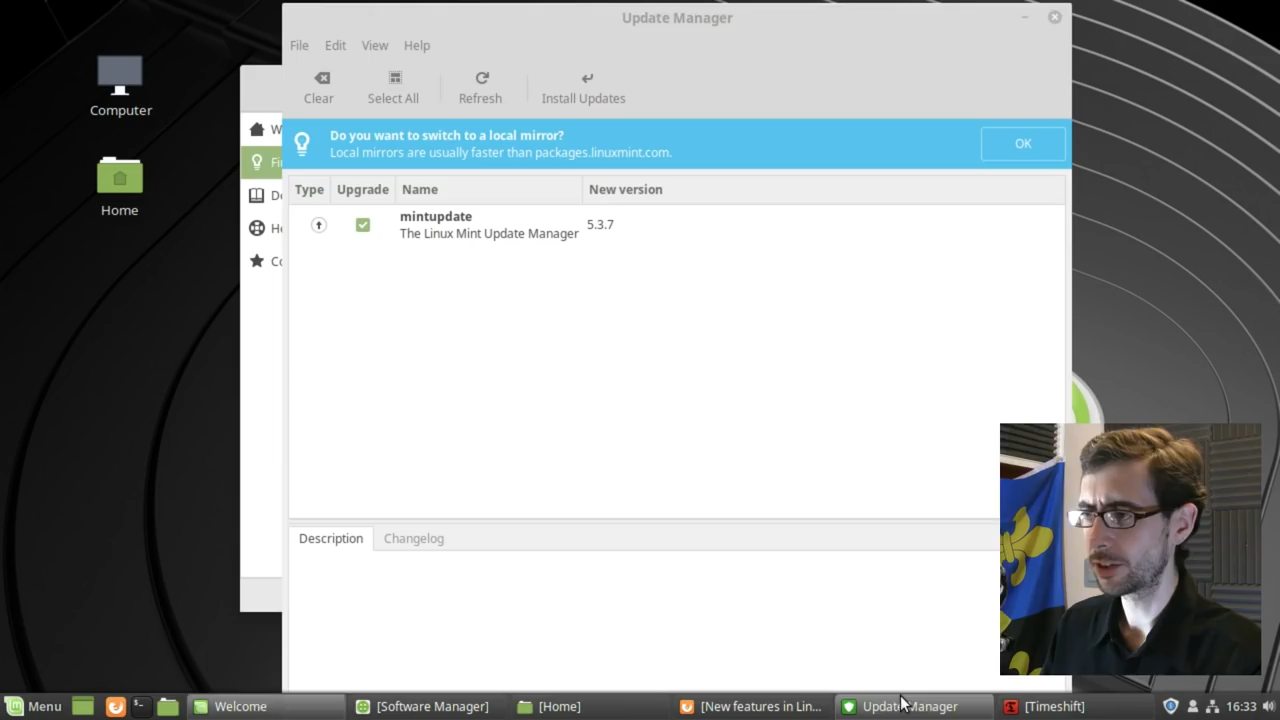 Update Manager
File Edit View Help
Clear Select All Refresh Install Updates
Do you want to switch to a local mirror?
Local mirrors are usually faster than packages.linuxmint.com.
OK
Type Upgrade Name New version
mintupdate
The Linux Mint Update Manager
5.3.7
Description Changelog
Computer
Home
W
Fi
D
He
Co
Menu Welcome [Software Manager] [Home] [New features in Lin... Update Manager [Timeshift] 16:33